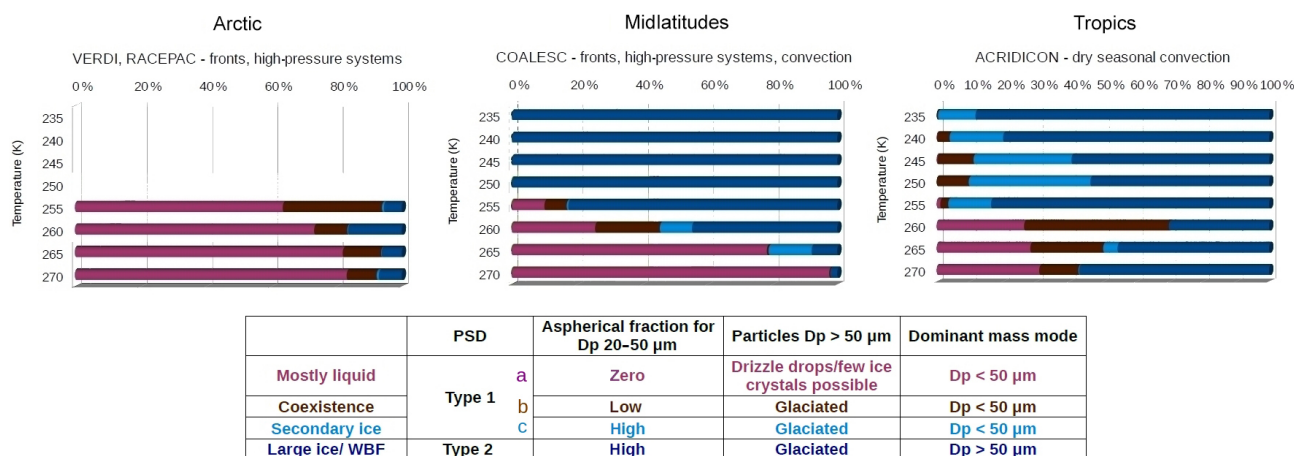 Arctic
VERDI, RACEPAC - fronts, high-pressure systems
0% 20% 40% 60% 80% 100%
Temperature (K)
235
240
245
250
255
260
265
270
Midlatitudes
COALESC - fronts, high-pressure systems, convection
0% 20% 40% 60% 80% 100%
Temperature (K)
235
240
245
250
255
260
265
270
Tropics
ACRIDICON - dry seasonal convection
0% 10% 20% 30% 40% 50% 60% 70% 80% 90% 100%
Temperature (K)
235
240
245
250
255
260
265
270
PSD Aspherical fraction for Dp 20–50 µm Particles Dp > 50 µm Dominant mass mode
Mostly liquid Type 1 a Zero Drizzle drops/few ice crystals possible Dp < 50 µm
Coexistence b Low Glaciated Dp < 50 µm
Secondary ice c High Glaciated Dp < 50 µm
Large ice/ WBF Type 2 High Glaciated Dp > 50 µm